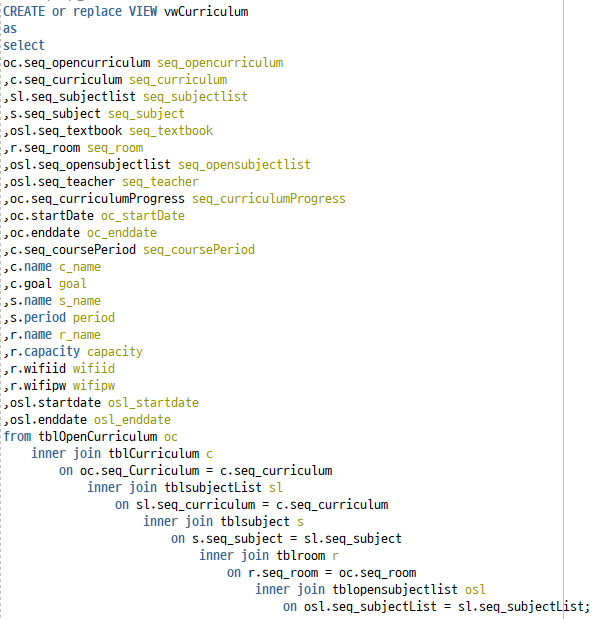 CREATE or replace VIEW vwCurriculum
as
select
oc.seq_opencurriculum seq_opencurriculum
,c.seq_curriculum seq_curriculum
,sl.seq_subjectlist seq_subjectlist
,s.seq_subject seq_subject
,osl.seq_textbook seq_textbook
,r.seq_room seq_room
,osl.seq_opensubjectlist seq_opensubjectlist
,osl.seq_teacher seq_teacher
,oc.seq_curriculumProgress seq_curriculumProgress
,oc.startDate oc_startDate
,oc.enddate oc_enddate
,c.seq_coursePeriod seq_coursePeriod
,c.name c_name
,c.goal goal
,s.name s_name
,s.period period
,r.name r_name
,r.capacity capacity
,r.wifiid wifiid
,r.wifipw wifipw
,osl.startdate osl_startdate
,osl.enddate osl_enddate
from tblOpenCurriculum oc
inner join tblCurriculum c
on oc.seq_Curriculum = c.seq_curriculum
inner join tblsubjectList sl
on sl.seq_curriculum = c.seq_curriculum
inner join tblsubject s
on s.seq_subject = sl.seq_subject
inner join tblroom r
on r.seq_room = oc.seq_room
inner join tblopensubjectlist osl
on osl.seq_subjectList = sl.seq_subjectList;